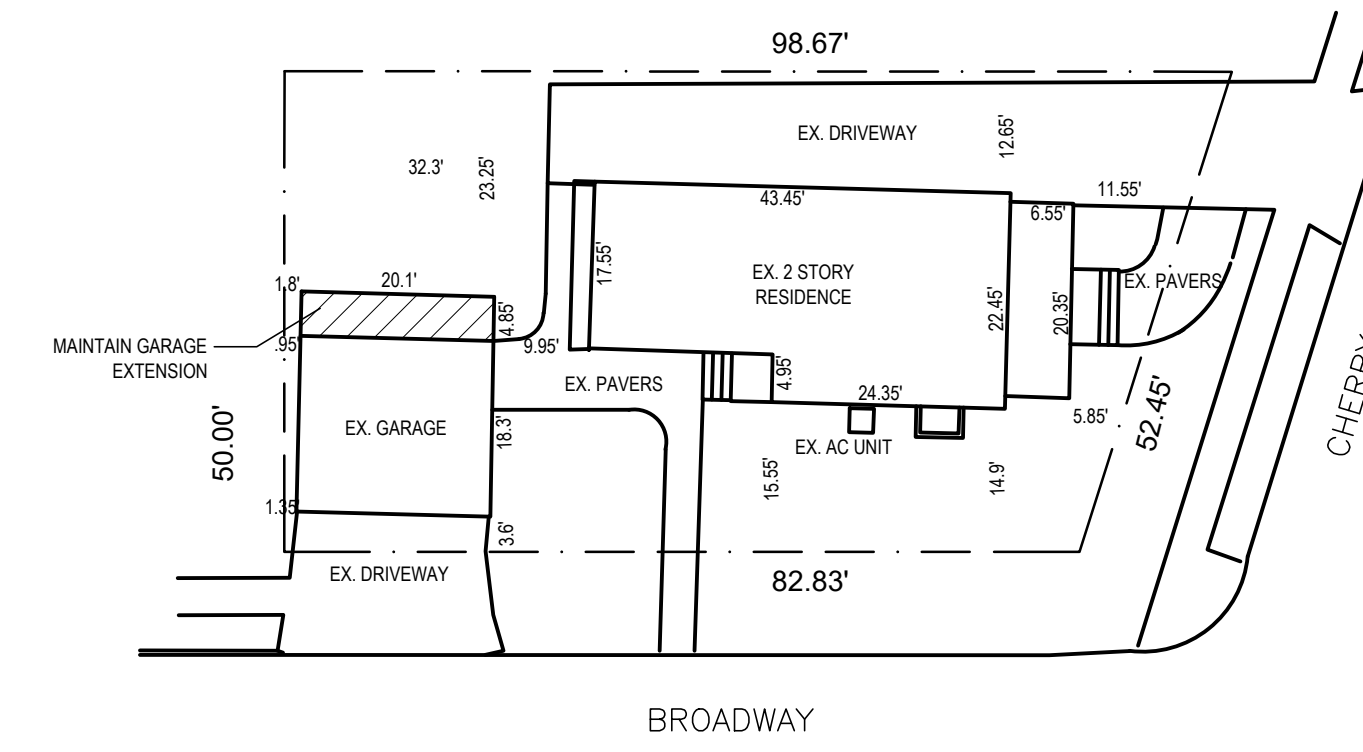 98.67'
EX. DRIVEWAY
12.65'
32.3'
23.25'
11.55'
43.45'
6.55'
17.55'
EX. 2 STORY
RESIDENCE
EX. PAVERS
1.8'
20.1'
22.45'
20.35'
4.85'
MAINTAIN GARAGE
EXTENSION
.95'
9.95'
EX. PAVERS
4.95'
24.35'
5.85'
52.45'
CHERRY
50.00'
EX. GARAGE
18.3'
EX. AC UNIT
15.55'
14.9'
1.35'
3.6'
EX. DRIVEWAY
82.83'
BROADWAY